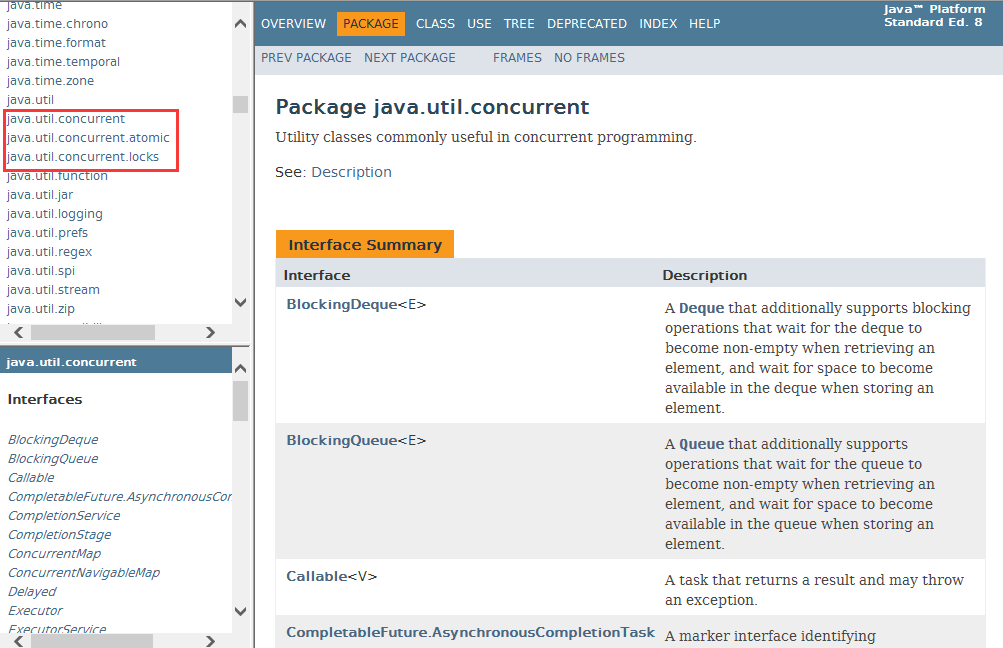 java.time
java.time.chrono
java.time.format
java.time.temporal
java.time.zone
java.util
java.util.concurrent
java.util.concurrent.atomic
java.util.concurrent.locks
java.util.function
java.util.jar
java.util.logging
java.util.prefs
java.util.regex
java.util.spi
java.util.stream
java.util.zip
java.util.concurrent
Interfaces
BlockingDeque
BlockingQueue
Callable
CompletableFuture.AsynchronousCor
CompletionService
CompletionStage
ConcurrentMap
ConcurrentNavigableMap
Delayed
Executor
ExecutorService
OVERVIEW PACKAGE CLASS USE TREE DEPRECATED INDEX HELP
Java™ Platform
Standard Ed. 8
PREV PACKAGE NEXT PACKAGE FRAMES NO FRAMES
Package java.util.concurrent
Utility classes commonly useful in concurrent programming.
See: Description
Interface Summary
Interface Description
BlockingDeque<E>
A Deque that additionally supports blocking
operations that wait for the deque to
become non-empty when retrieving an
element, and wait for space to become
available in the deque when storing an
element.
BlockingQueue<E>
A Queue that additionally supports
operations that wait for the queue to
become non-empty when retrieving an
element, and wait for space to become
available in the queue when storing an
element.
Callable<V>
A task that returns a result and may throw
an exception.
CompletableFuture.AsynchronousCompletionTask
A marker interface identifying